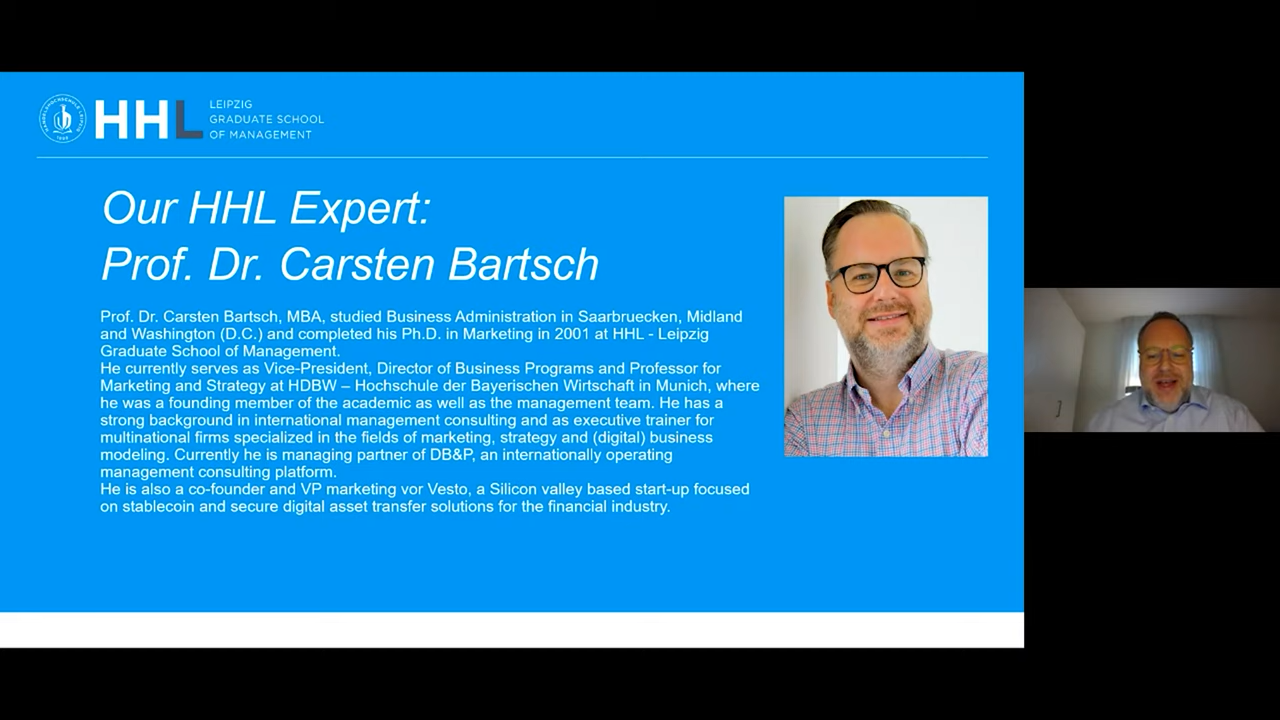 HHL
LEIPZIG
GRADUATE SCHOOL
OF MANAGEMENT
Our HHL Expert:
Prof. Dr. Carsten Bartsch
Prof. Dr. Carsten Bartsch, MBA, studied Business Administration in Saarbruecken, Midland
and Washington (D.C.) and completed his Ph.D. in Marketing in 2001 at HHL - Leipzig
Graduate School of Management.
He currently serves as Vice-President, Director of Business Programs and Professor for
Marketing and Strategy at HDBW – Hochschule der Bayerischen Wirtschaft in Munich, where
he was a founding member of the academic as well as the management team. He has a
strong background in international management consulting and as executive trainer for
multinational firms specialized in the fields of marketing, strategy and (digital) business
modeling. Currently he is managing partner of DB&P, an internationally operating
management consulting platform.
He is also a co-founder and VP marketing vor Vesto, a Silicon valley based start-up focused
on stablecoin and secure digital asset transfer solutions for the financial industry.